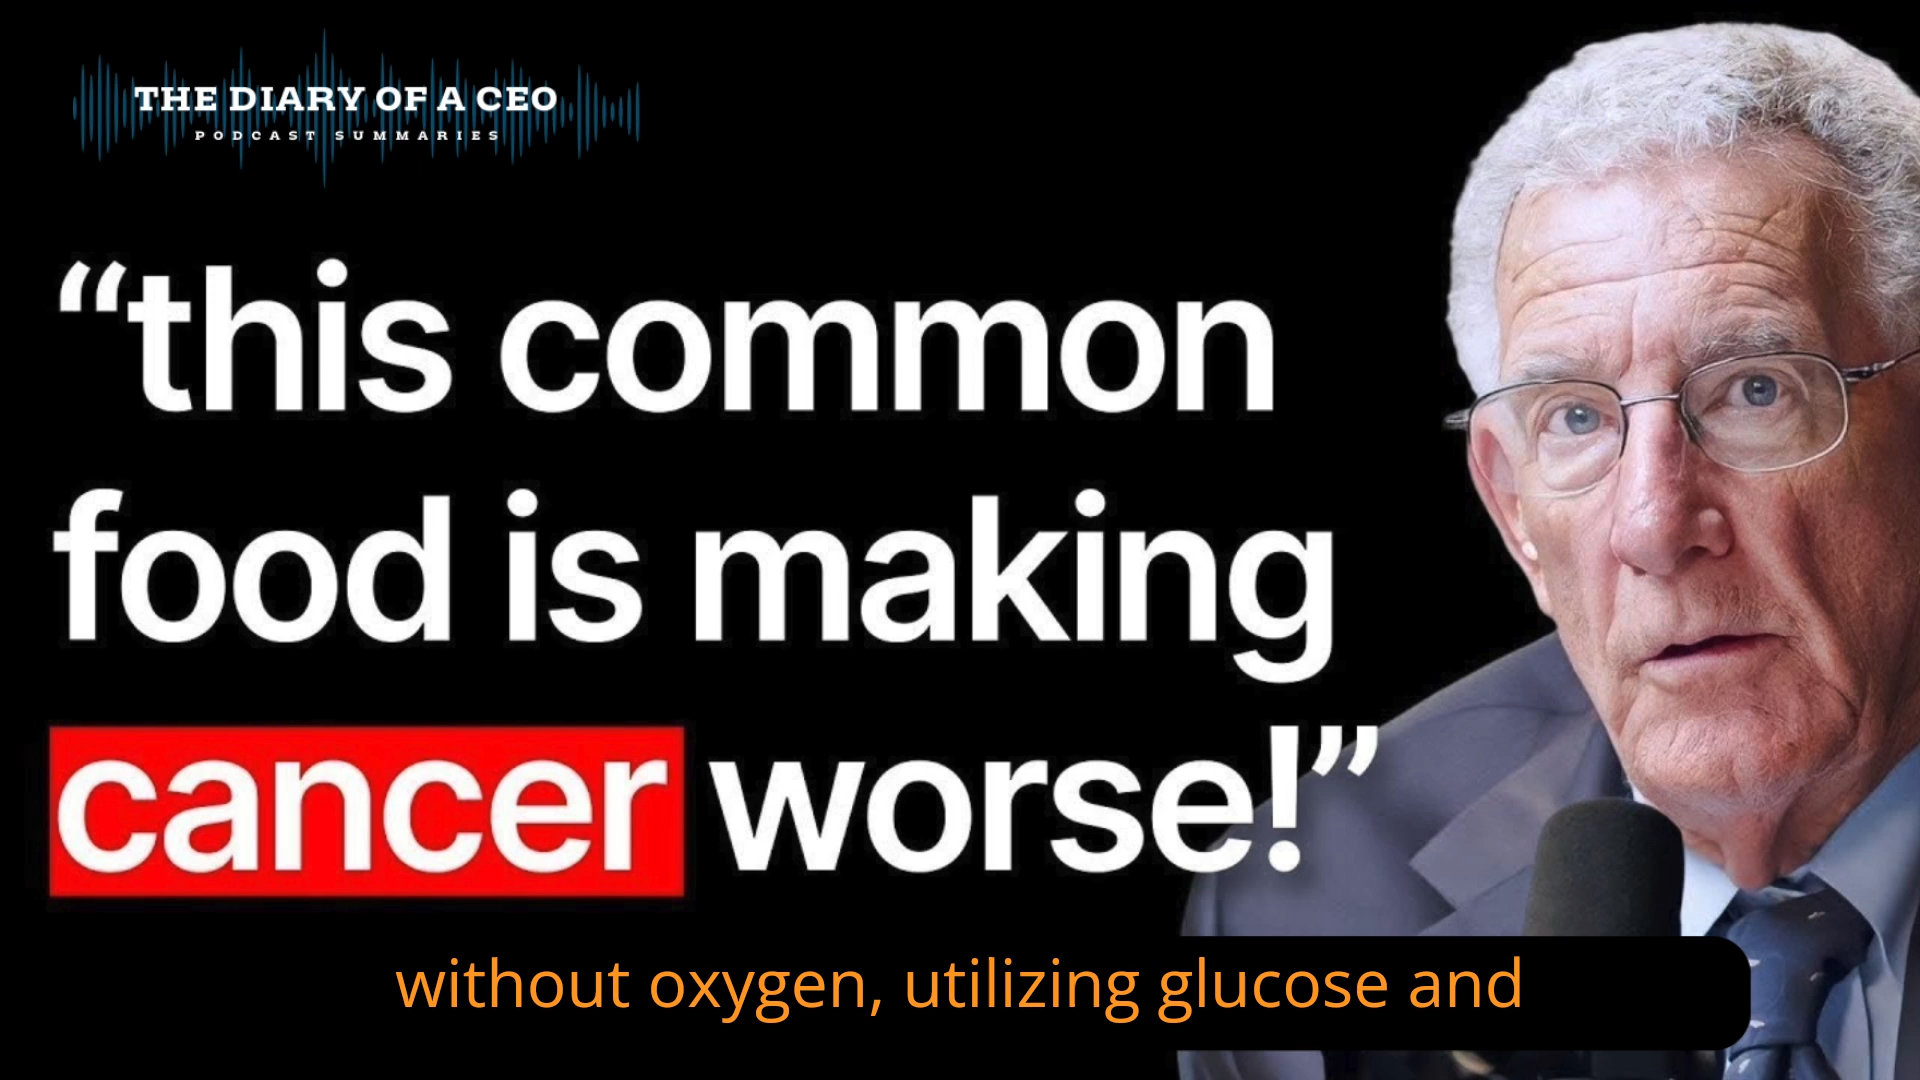 THE DIARY OF A CEO
PODCAST SUMMARIES
“this common
food is making
cancer worse!”
without oxygen, utilizing glucose and